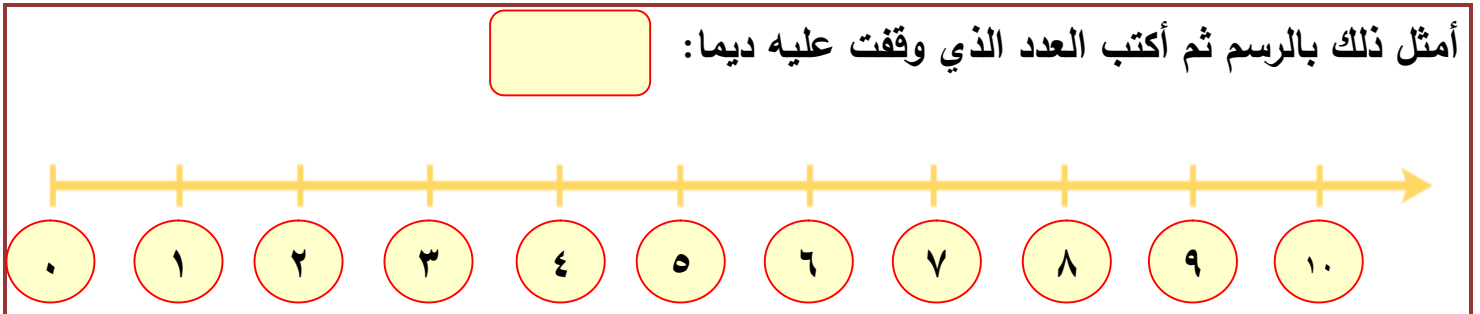 أمثل ذلك بالرسم ثم أكتب العدد الذي وقفت عليه ديما:
٠ ١ ٢ ٣ ٤ ٥ ٦ ٧ ٨ ٩ ١٠